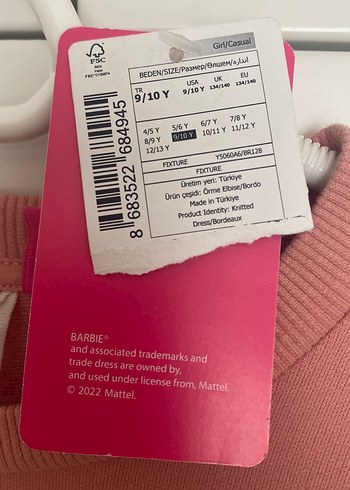 FSC
MIX
Girl/Casual
BEDEN/SIZE/Размер/Өлшем/اندازه
TR USA UK EU
9/10 Y 9/10 Y 134/140 134/140
4/5 Y 5/6 Y 6/7 Y 7/8 Y
8/9 Y 9/10 Y 10/11 Y 11/12 Y
12/13 Y
FIXTURE Y5060A6/BR128
FIXTURE
Üretim yeri: Türkiye
Ürün çeşidi: Örme Elbise/Bordo
Made in Türkiye
Product Identity: Knitted
Dress/Bordeaux
8 683522 684945
BARBIE®
and associated trademarks and
trade dress are owned by,
and used under license from, Mattel.
© 2022 Mattel.